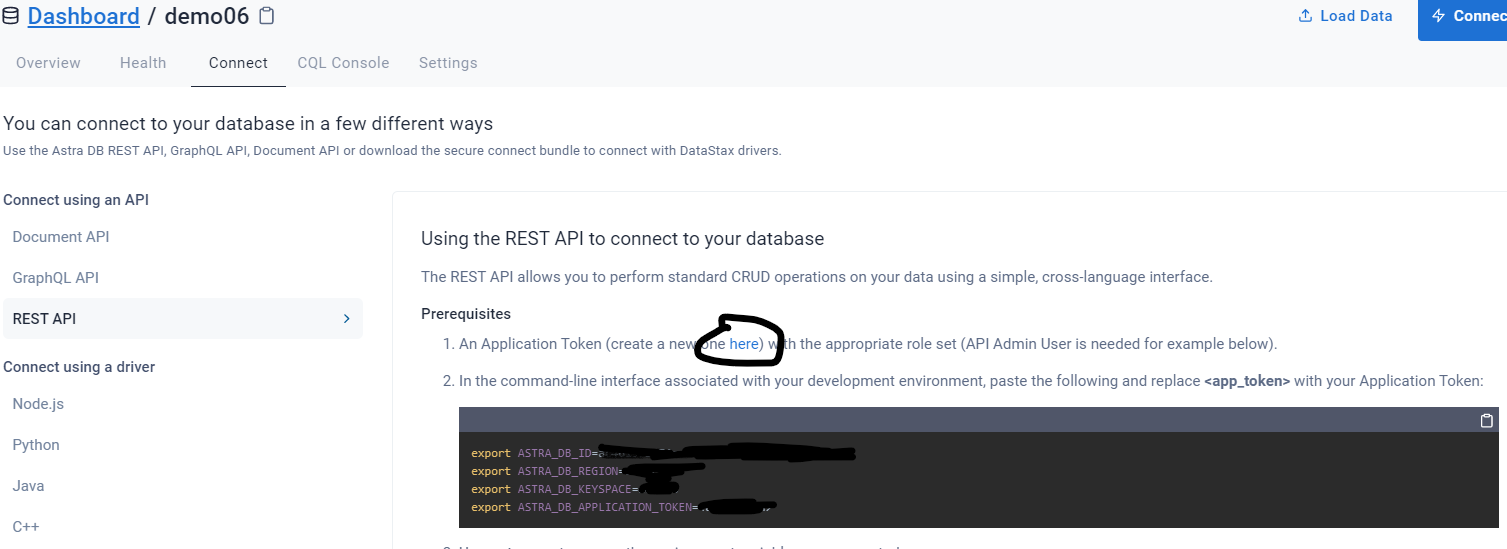 Dashboard / demo06
Load Data
Connec
Overview Health Connect CQL Console Settings
You can connect to your database in a few different ways
Use the Astra DB REST API, GraphQL API, Document API or download the secure connect bundle to connect with DataStax drivers.
Connect using an API
Document API
GraphQL API
REST API
Connect using a driver
Node.js
Python
Java
C++
Using the REST API to connect to your database
The REST API allows you to perform standard CRUD operations on your data using a simple, cross-language interface.
Prerequisites
1. An Application Token (create a new one here) with the appropriate role set (API Admin User is needed for example below).
2. In the command-line interface associated with your development environment, paste the following and replace <app_token> with your Application Token:
export ASTRA_DB_ID=
export ASTRA_DB_REGION=
export ASTRA_DB_KEYSPACE=
export ASTRA_DB_APPLICATION_TOKEN=